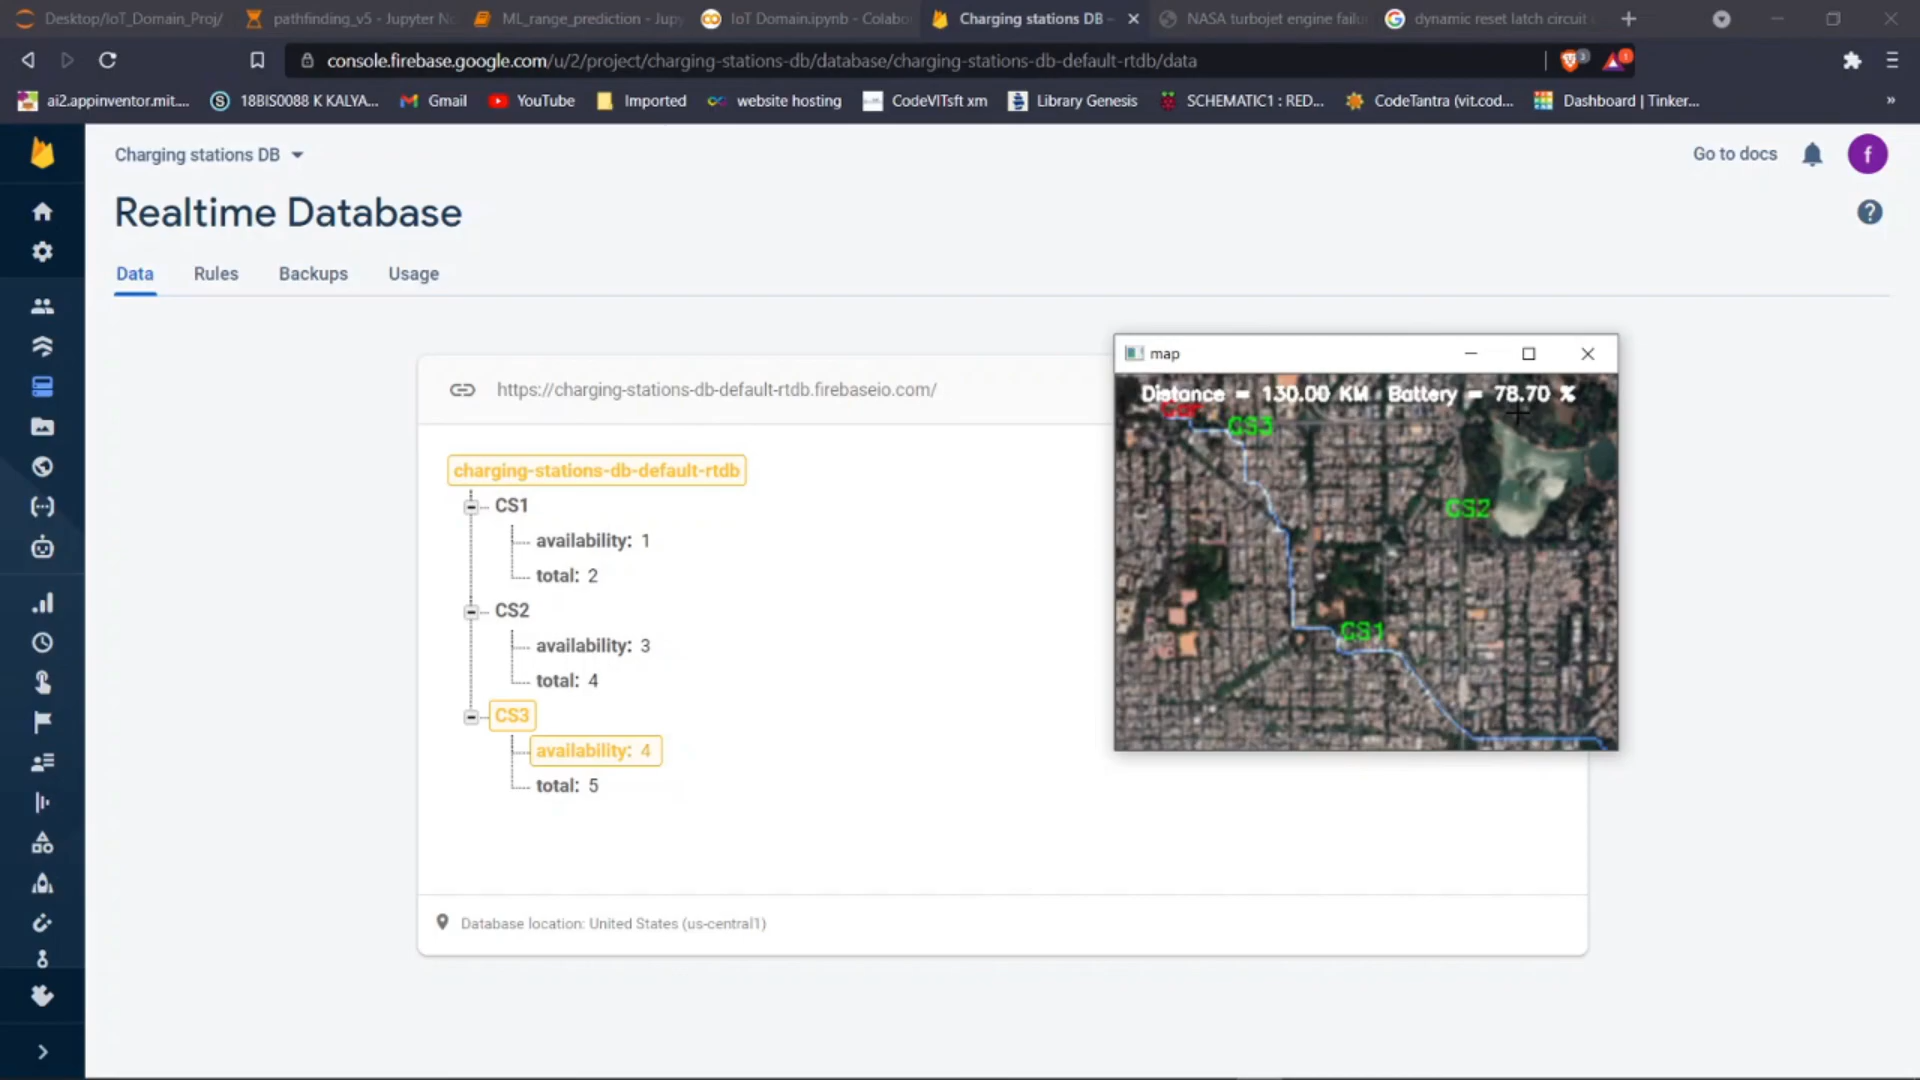 Desktop/IoT_Domain_Proj/
pathfinding_v5 - Jupyter No
ML_range_prediction - Jupy
IoT Domain.ipynb - Colabo
Charging stations DB -
NASA turbojet engine failu
dynamic reset latch circuit
console.firebase.google.com/u/2/project/charging-stations-db/database/charging-stations-db-default-rtdb/data
3
1
ai2.appinventor.mit....
18BIS0088 K KALYA...
Gmail
YouTube
Imported
website hosting
CodeVITsft xm
Library Genesis
SCHEMATIC1 : RED...
CodeTantra (vit.cod...
Dashboard | Tinker...
»
Charging stations DB
Go to docs
f
Realtime Database
Data
Rules
Backups
Usage
https://charging-stations-db-default-rtdb.firebaseio.com/
charging-stations-db-default-rtdb
CS1
availability: 1
total: 2
CS2
availability: 3
total: 4
CS3
availability: 4
total: 5
Database location: United States (us-central1)
map
Distance = 130.00 KM Battery = 78.70 %
Car
CS3
CS2
CS1